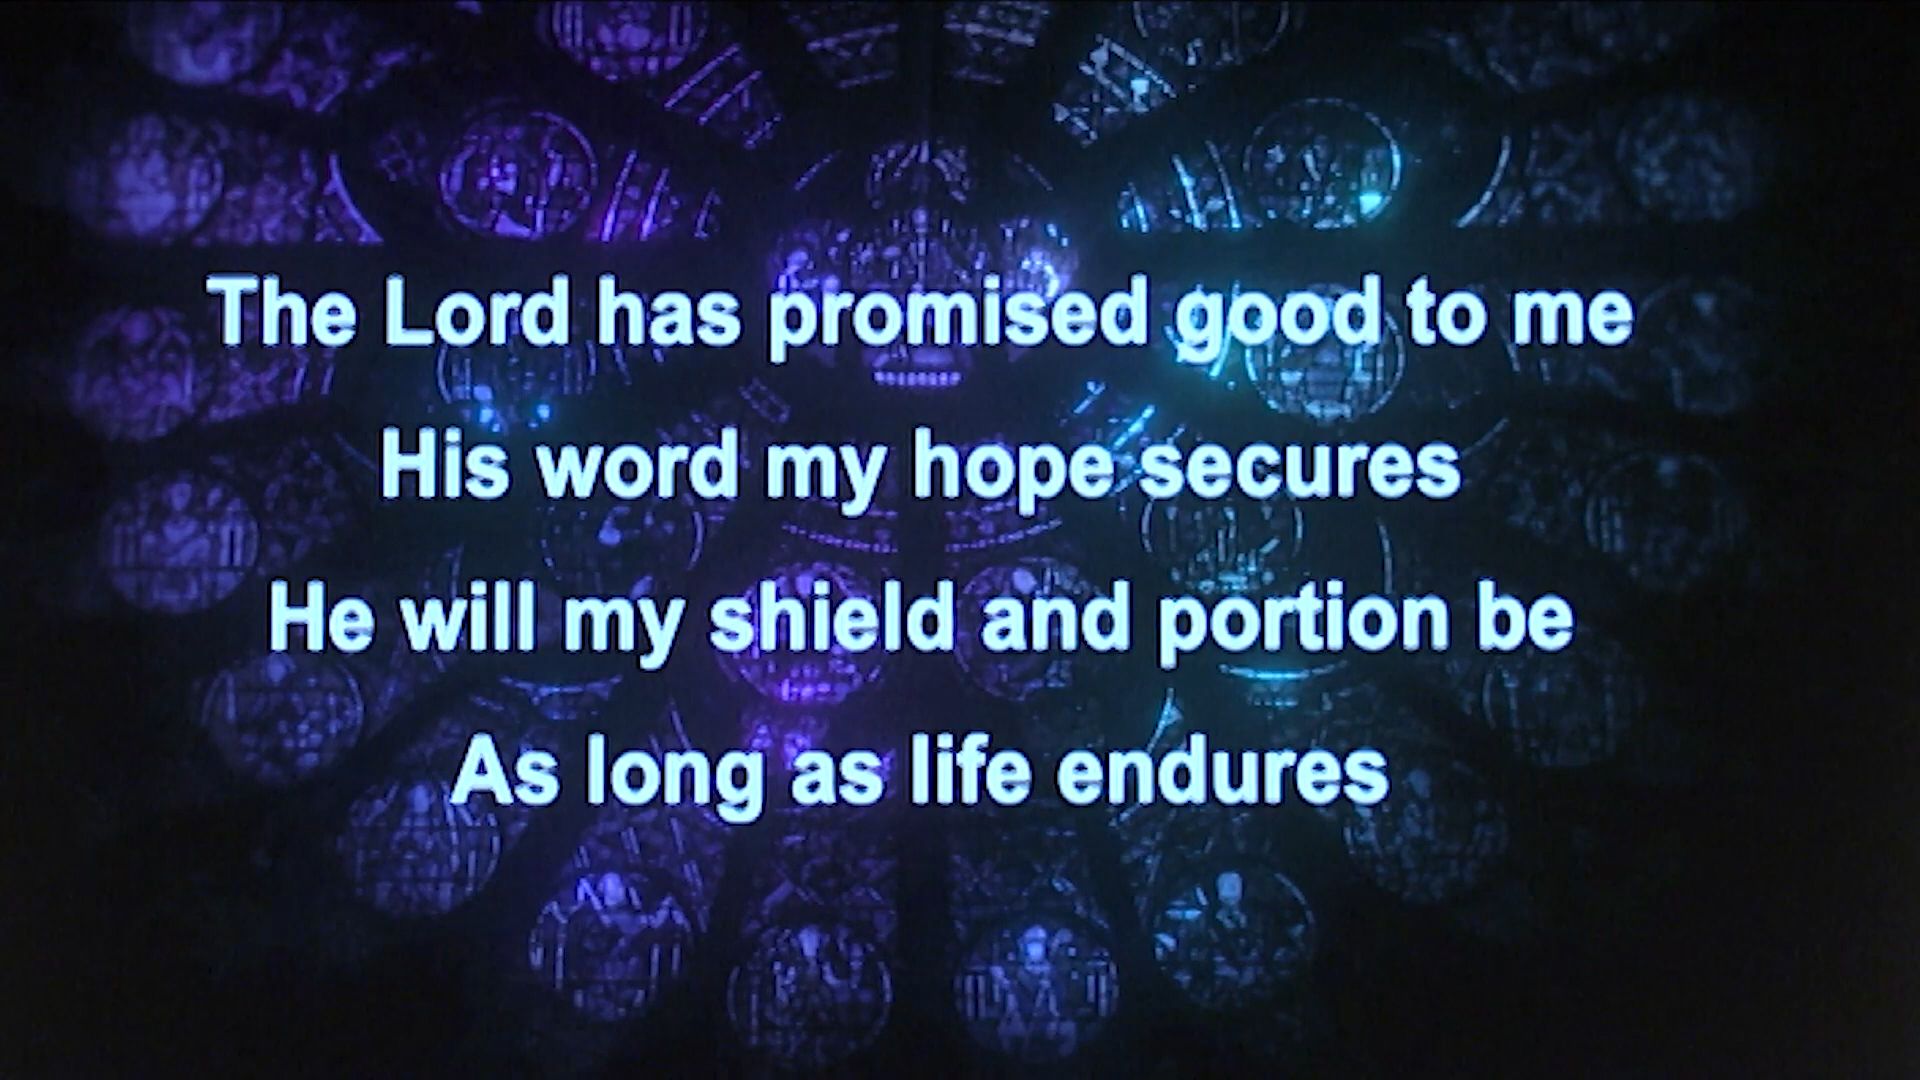 The Lord has promised good to me
His word my hope secures
He will my shield and portion be
As long as life endures